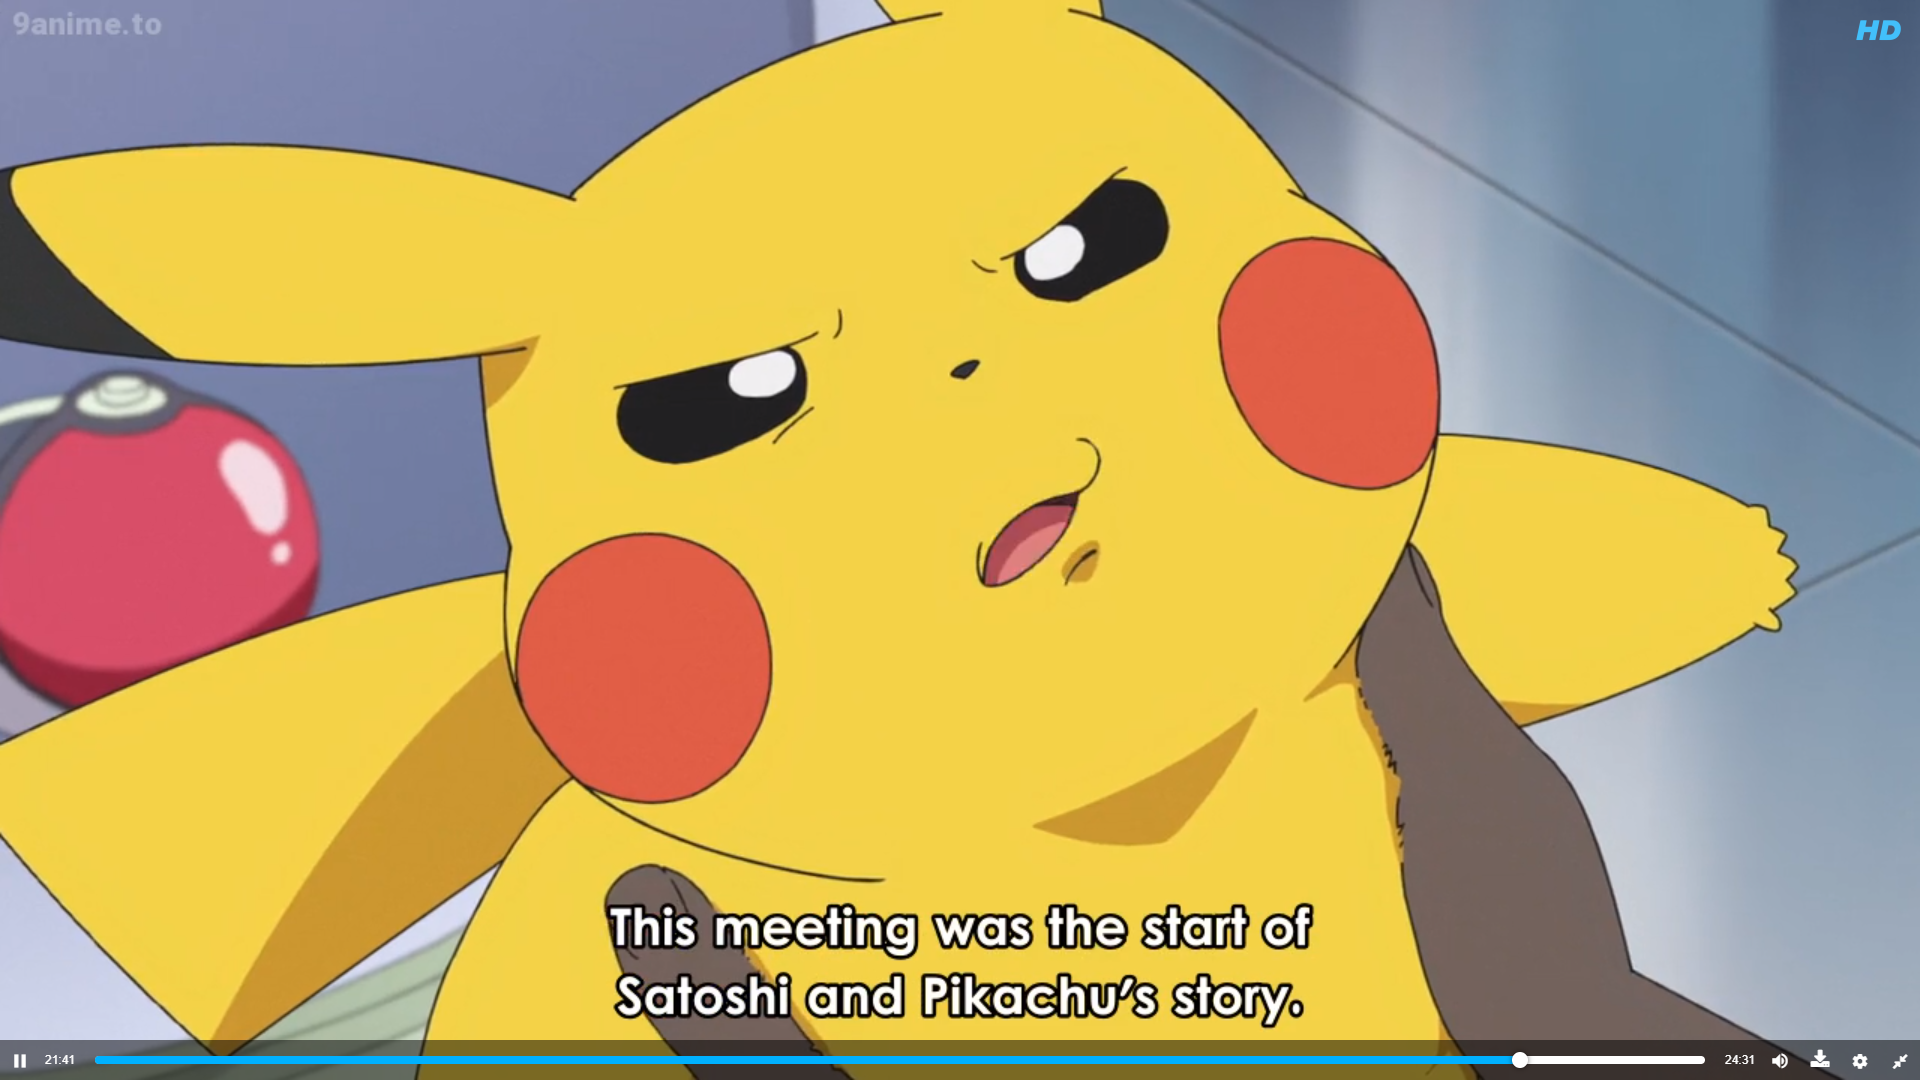 9anime.to
HD
This meeting was the start of
Satoshi and Pikachu's story.
21:41
24:31